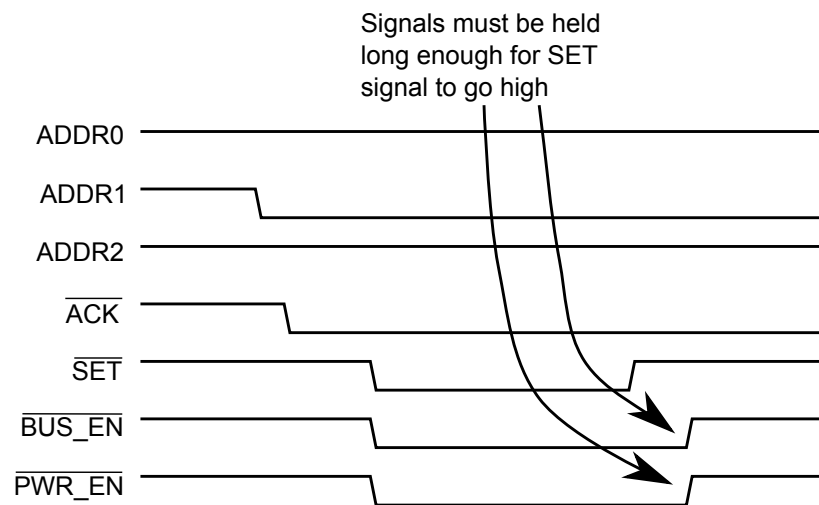 Signals must be held
long enough for SET
signal to go high
ADDR0
ADDR1
ADDR2
ACK
SET
BUS_EN
PWR_EN